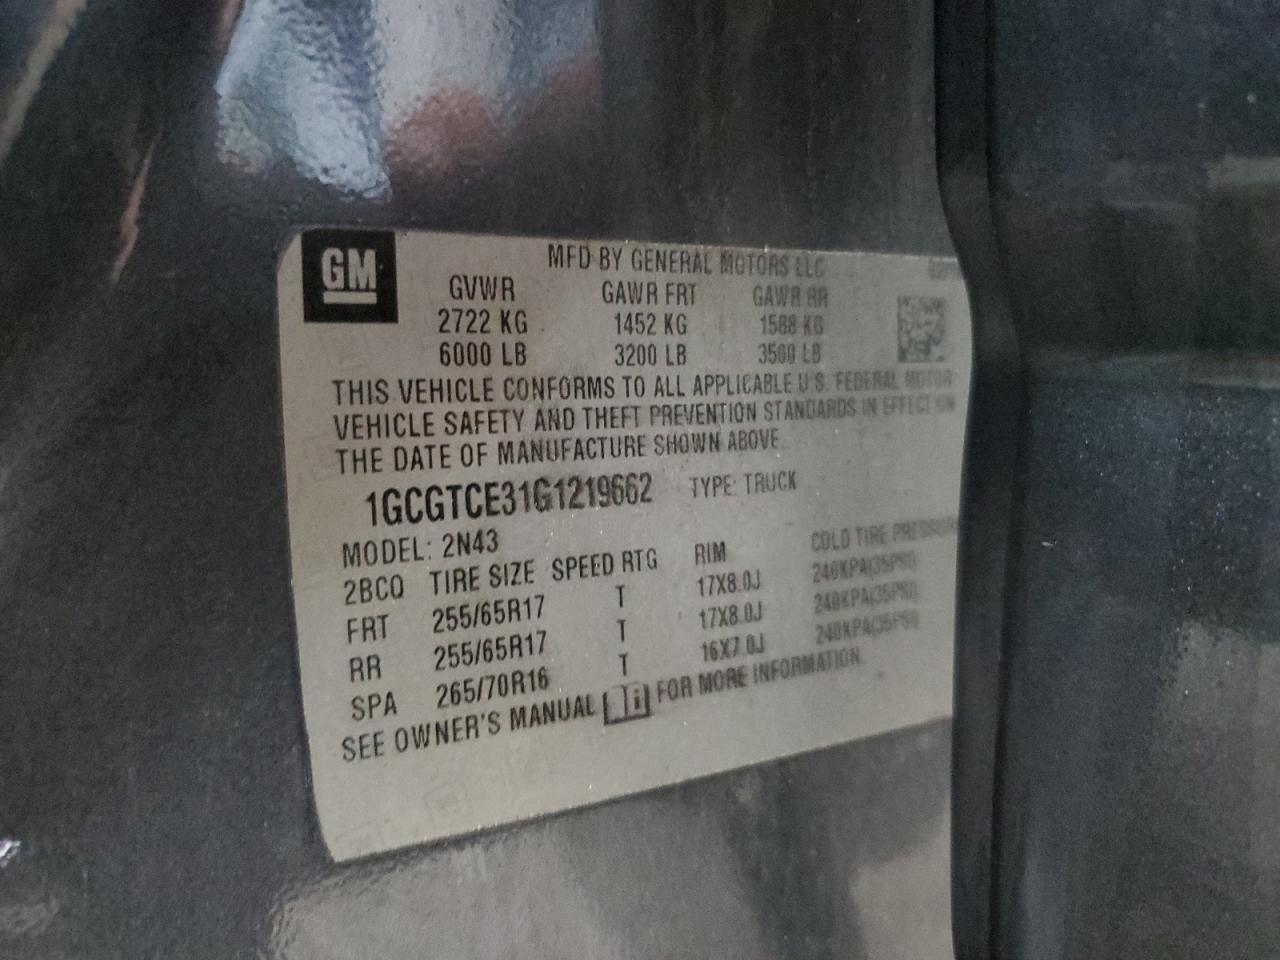 GM
MFD BY GENERAL MOTORS LLC
GVWR GAWR FRT GAWR RR
2722 KG 1452 KG 1588 KG
6000 LB 3200 LB 3500 LB
THIS VEHICLE CONFORMS TO ALL APPLICABLE U.S. FEDERAL MOTOR
VEHICLE SAFETY AND THEFT PREVENTION STANDARDS IN EFFECT ON
THE DATE OF MANUFACTURE SHOWN ABOVE.
1GCGTCE31G1219662 TYPE: TRUCK
MODEL: 2N43
2BCQ TIRE SIZE SPEED RTG RIM COLD TIRE PRESSURE
FRT 255/65R17 T 17X8.0J 240KPA(35PSI)
RR 255/65R17 T 17X8.0J 240KPA(35PSI)
SPA 265/70R16 T 16X7.0J 240KPA(35PSI)
SEE OWNER'S MANUAL FOR MORE INFORMATION.